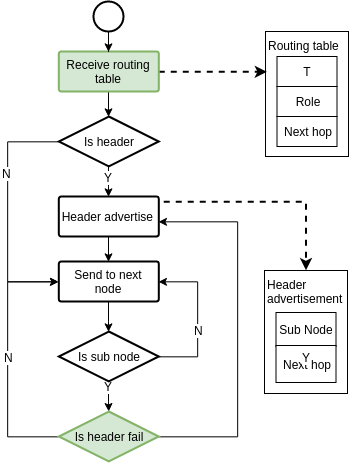 Receive routing
table
Routing table
T
Role
Next hop
Is header
N
Y
Header advertise
Send to next
node
Header
advertisement
Sub Node
Y
Next hop
N
Is sub node
N
Y
Is header fail